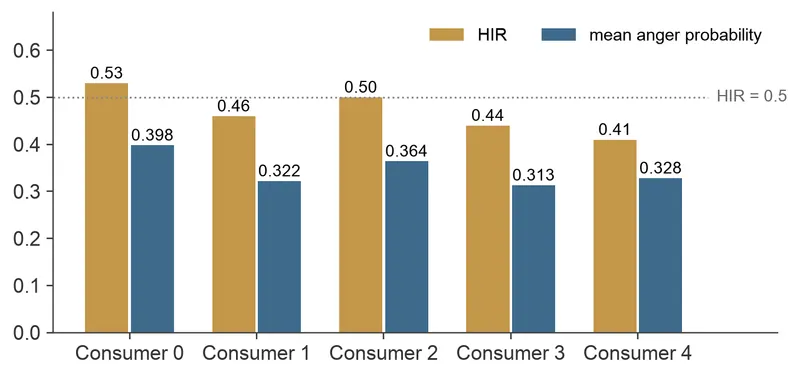 HIR
mean anger probability
0.6
0.5
0.4
0.3
0.2
0.1
0.0
HIR = 0.5
0.53
0.398
0.46
0.322
0.50
0.364
0.44
0.313
0.41
0.328
Consumer 0
Consumer 1
Consumer 2
Consumer 3
Consumer 4